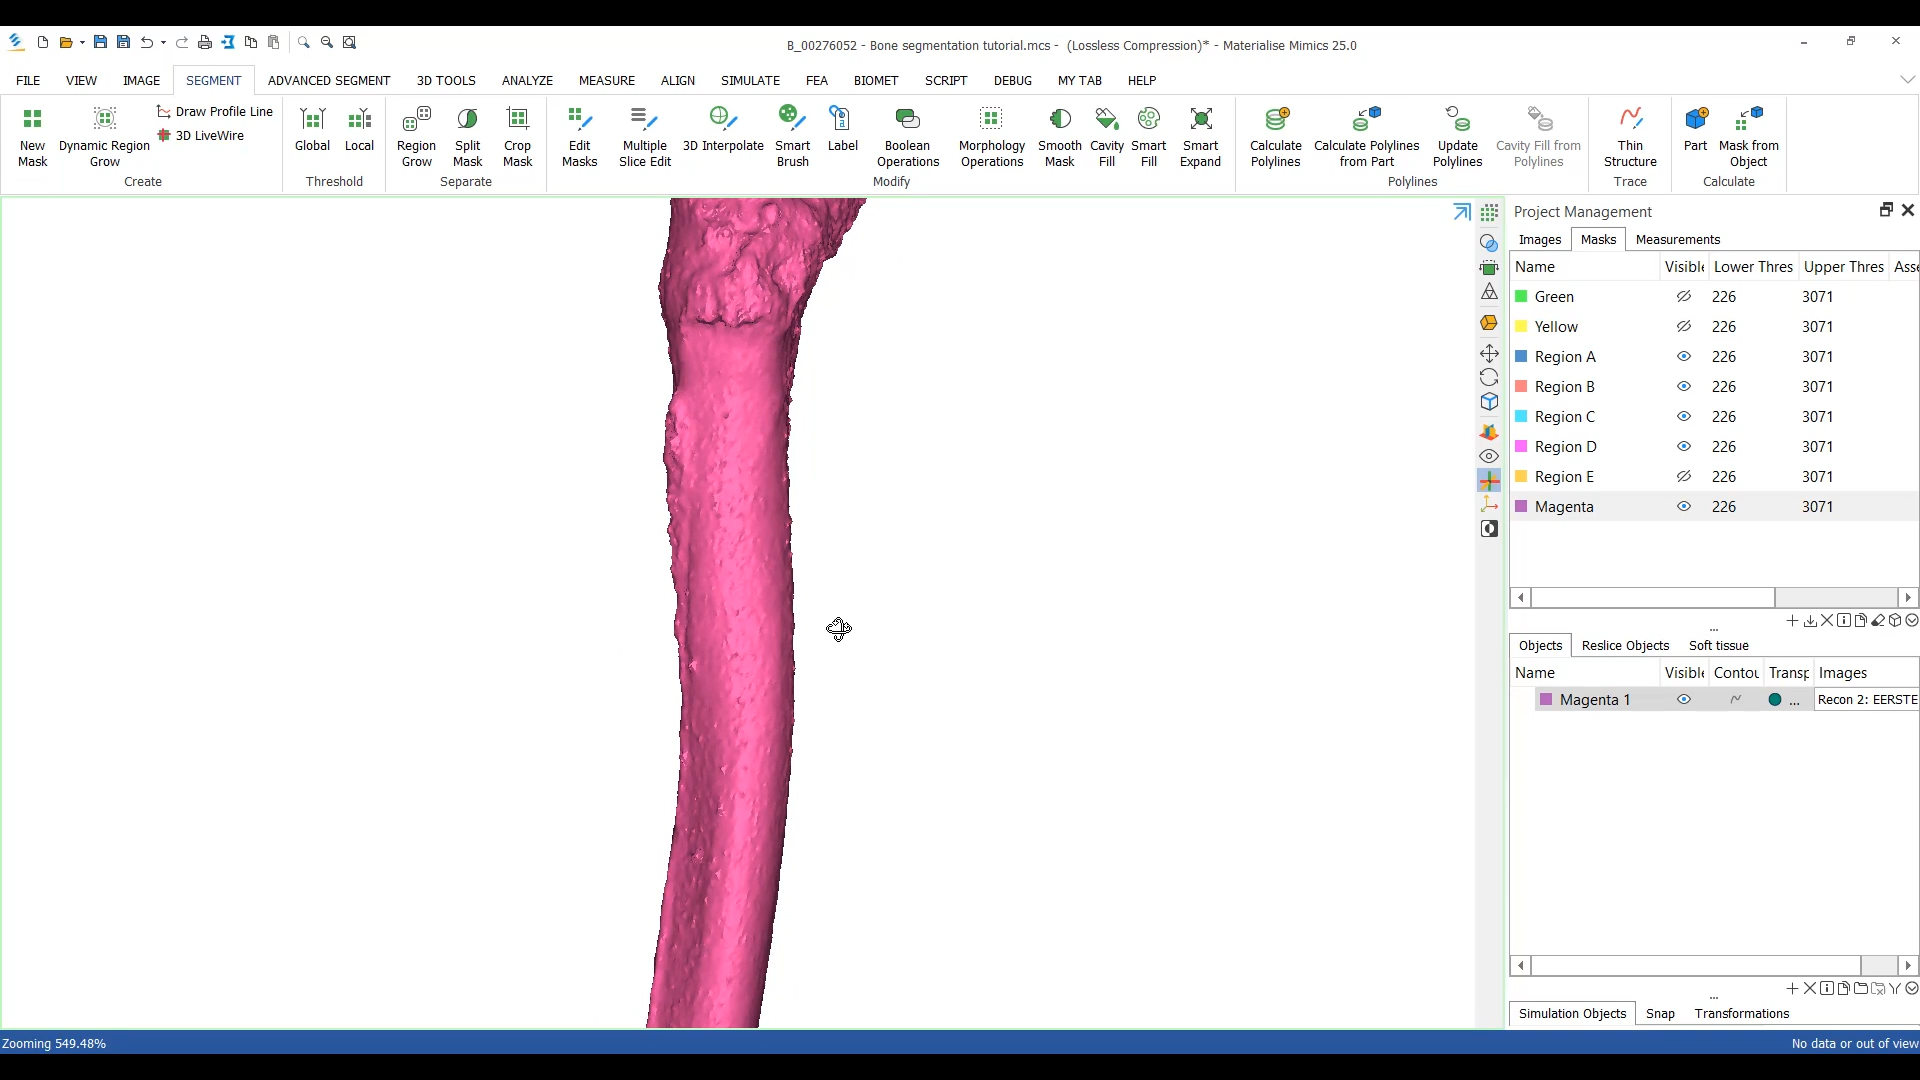 B_00276052 - Bone segmentation tutorial.mcs - (Lossless Compression)* - Materialise Mimics 25.0
FILE VIEW IMAGE SEGMENT ADVANCED SEGMENT 3D TOOLS ANALYZE MEASURE ALIGN SIMULATE FEA BIOMET SCRIPT DEBUG MY TAB HELP
New Mask
Dynamic Region Grow
Draw Profile Line
3D LiveWire
Create
Global
Local
Threshold
Region Grow
Split Mask
Crop Mask
Separate
Edit Masks
Multiple Slice Edit
3D Interpolate
Smart Brush
Label
Boolean Operations
Morphology Operations
Smooth Mask
Cavity Fill
Smart Fill
Smart Expand
Modify
Calculate Polylines
Calculate Polylines from Part
Update Polylines
Cavity Fill from Polylines
Polylines
Thin Structure
Trace
Part
Mask from Object
Calculate
Project Management
Images Masks Measurements
Name Visible Lower Thres Upper Thres Asse
Green 226 3071
Yellow 226 3071
Region A 226 3071
Region B 226 3071
Region C 226 3071
Region D 226 3071
Region E 226 3071
Magenta 226 3071
Objects Reslice Objects Soft tissue
Name Visible Contou Transp Images
Magenta 1 ... Recon 2: EERSTE
Simulation Objects Snap Transformations
Zooming 549.48%
No data or out of view